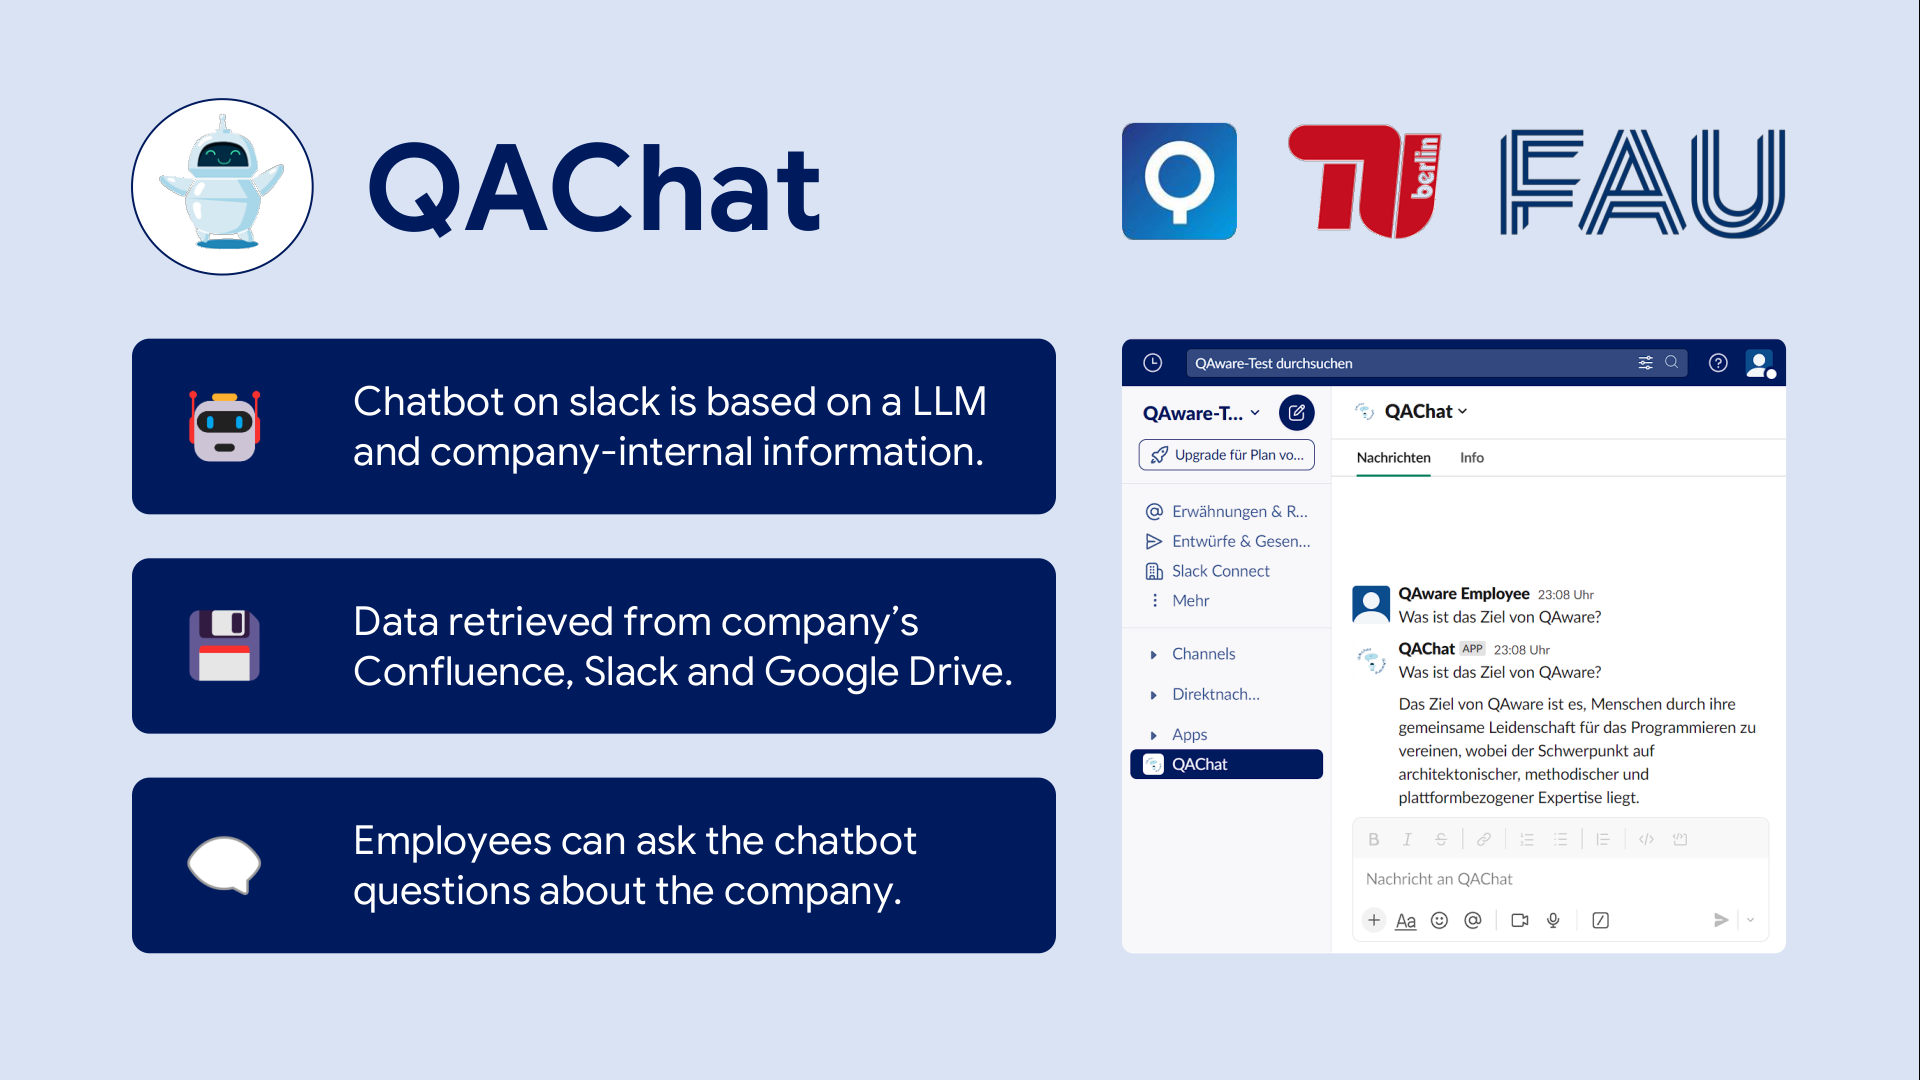 QAChat
berlin
FAU
Chatbot on slack is based on a LLM
and company-internal information.
Data retrieved from company’s
Confluence, Slack and Google Drive.
Employees can ask the chatbot
questions about the company.
QAware-Test durchsuchen
QAware-T...
Upgrade für Plan vo...
Erwähnungen & R...
Entwürfe & Gesen...
Slack Connect
Mehr
Channels
Direktnach...
Apps
QAChat
QAChat
Nachrichten Info
QAware Employee 23:08 Uhr
Was ist das Ziel von QAware?
QAChat APP 23:08 Uhr
Was ist das Ziel von QAware?
Das Ziel von QAware ist es, Menschen durch ihre
gemeinsame Leidenschaft für das Programmieren zu
vereinen, wobei der Schwerpunkt auf
architektonischer, methodischer und
plattformbezogener Expertise liegt.
Nachricht an QAChat
Aa